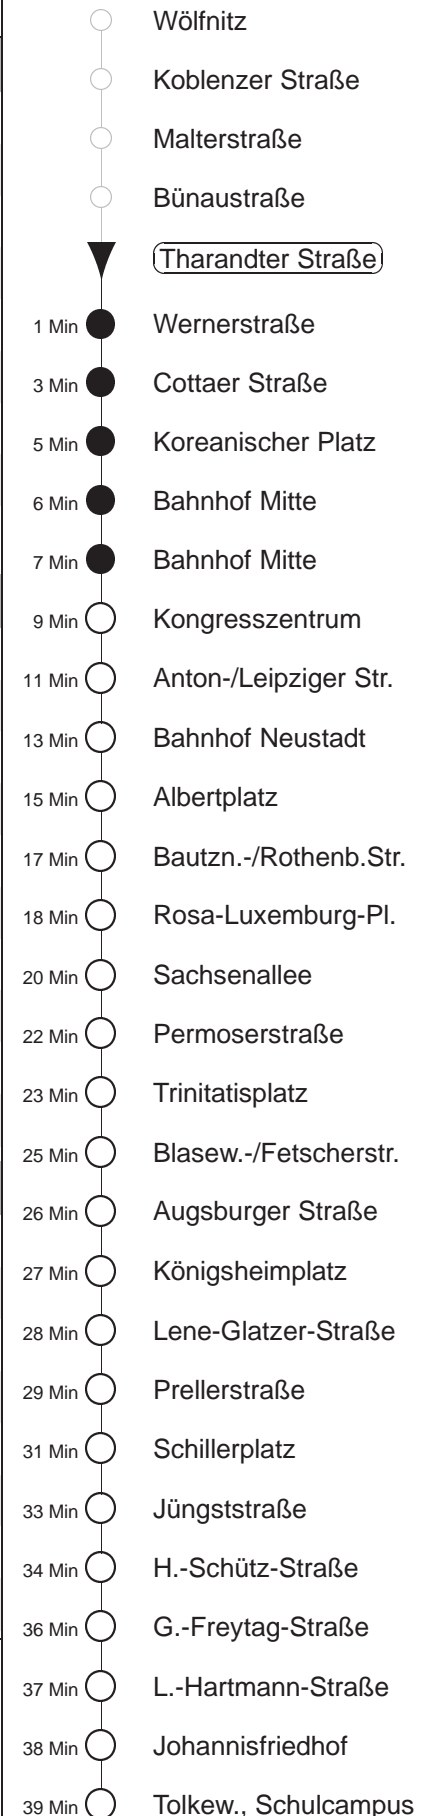 Wölfnitz
Koblenzer Straße
Malterstraße
Bünaustraße
Tharandter Straße
1 Min Wernerstraße
3 Min Cottaer Straße
5 Min Koreanischer Platz
6 Min Bahnhof Mitte
7 Min Bahnhof Mitte
9 Min Kongresszentrum
11 Min Anton-/Leipziger Str.
13 Min Bahnhof Neustadt
15 Min Albertplatz
17 Min Bautzn.-/Rothenb.Str.
18 Min Rosa-Luxemburg-Pl.
20 Min Sachsenallee
22 Min Permoserstraße
23 Min Trinitatisplatz
25 Min Blasew.-/Fetscherstr.
26 Min Augsburger Straße
27 Min Königsheimplatz
28 Min Lene-Glatzer-Straße
29 Min Prellerstraße
31 Min Schillerplatz
33 Min Jüngststraße
34 Min H.-Schütz-Straße
36 Min G.-Freytag-Straße
37 Min L.-Hartmann-Straße
38 Min Johannisfriedhof
39 Min Tolkew., Schulcampus